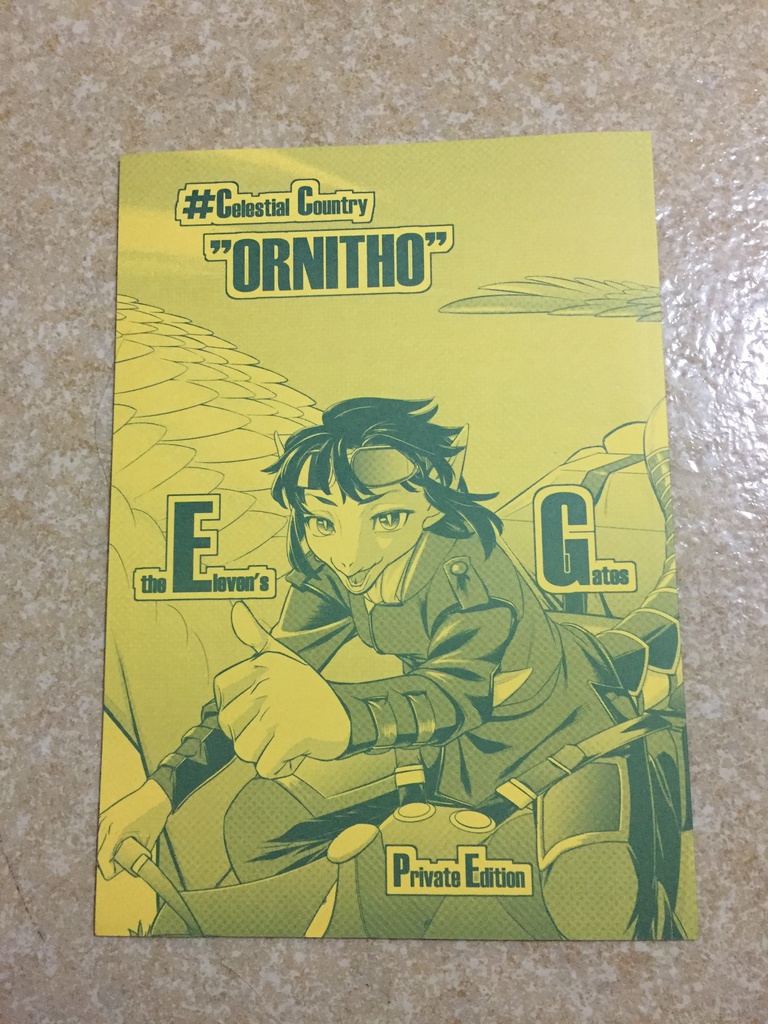 #Celestial Country
"ORNITHO"
the Eleven's Gates
Private Edition